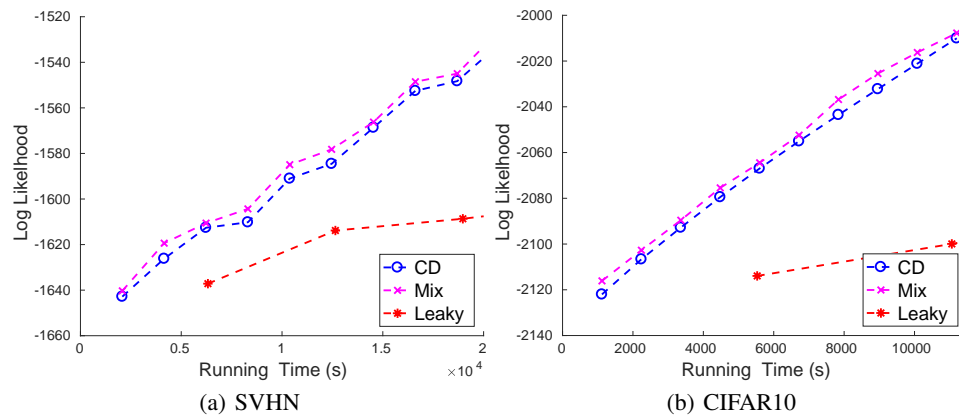 -1520
-1540
-1560
-1580
-1600
-1620
-1640
-1660
Log Likelhood
0 0.5 1 1.5 2
×10^4
Running Time (s)
CD
Mix
Leaky
(a) SVHN
-2000
-2020
-2040
-2060
-2080
-2100
-2120
-2140
Log Likelhood
0 2000 4000 6000 8000 10000
Running Time (s)
CD
Mix
Leaky
(b) CIFAR10